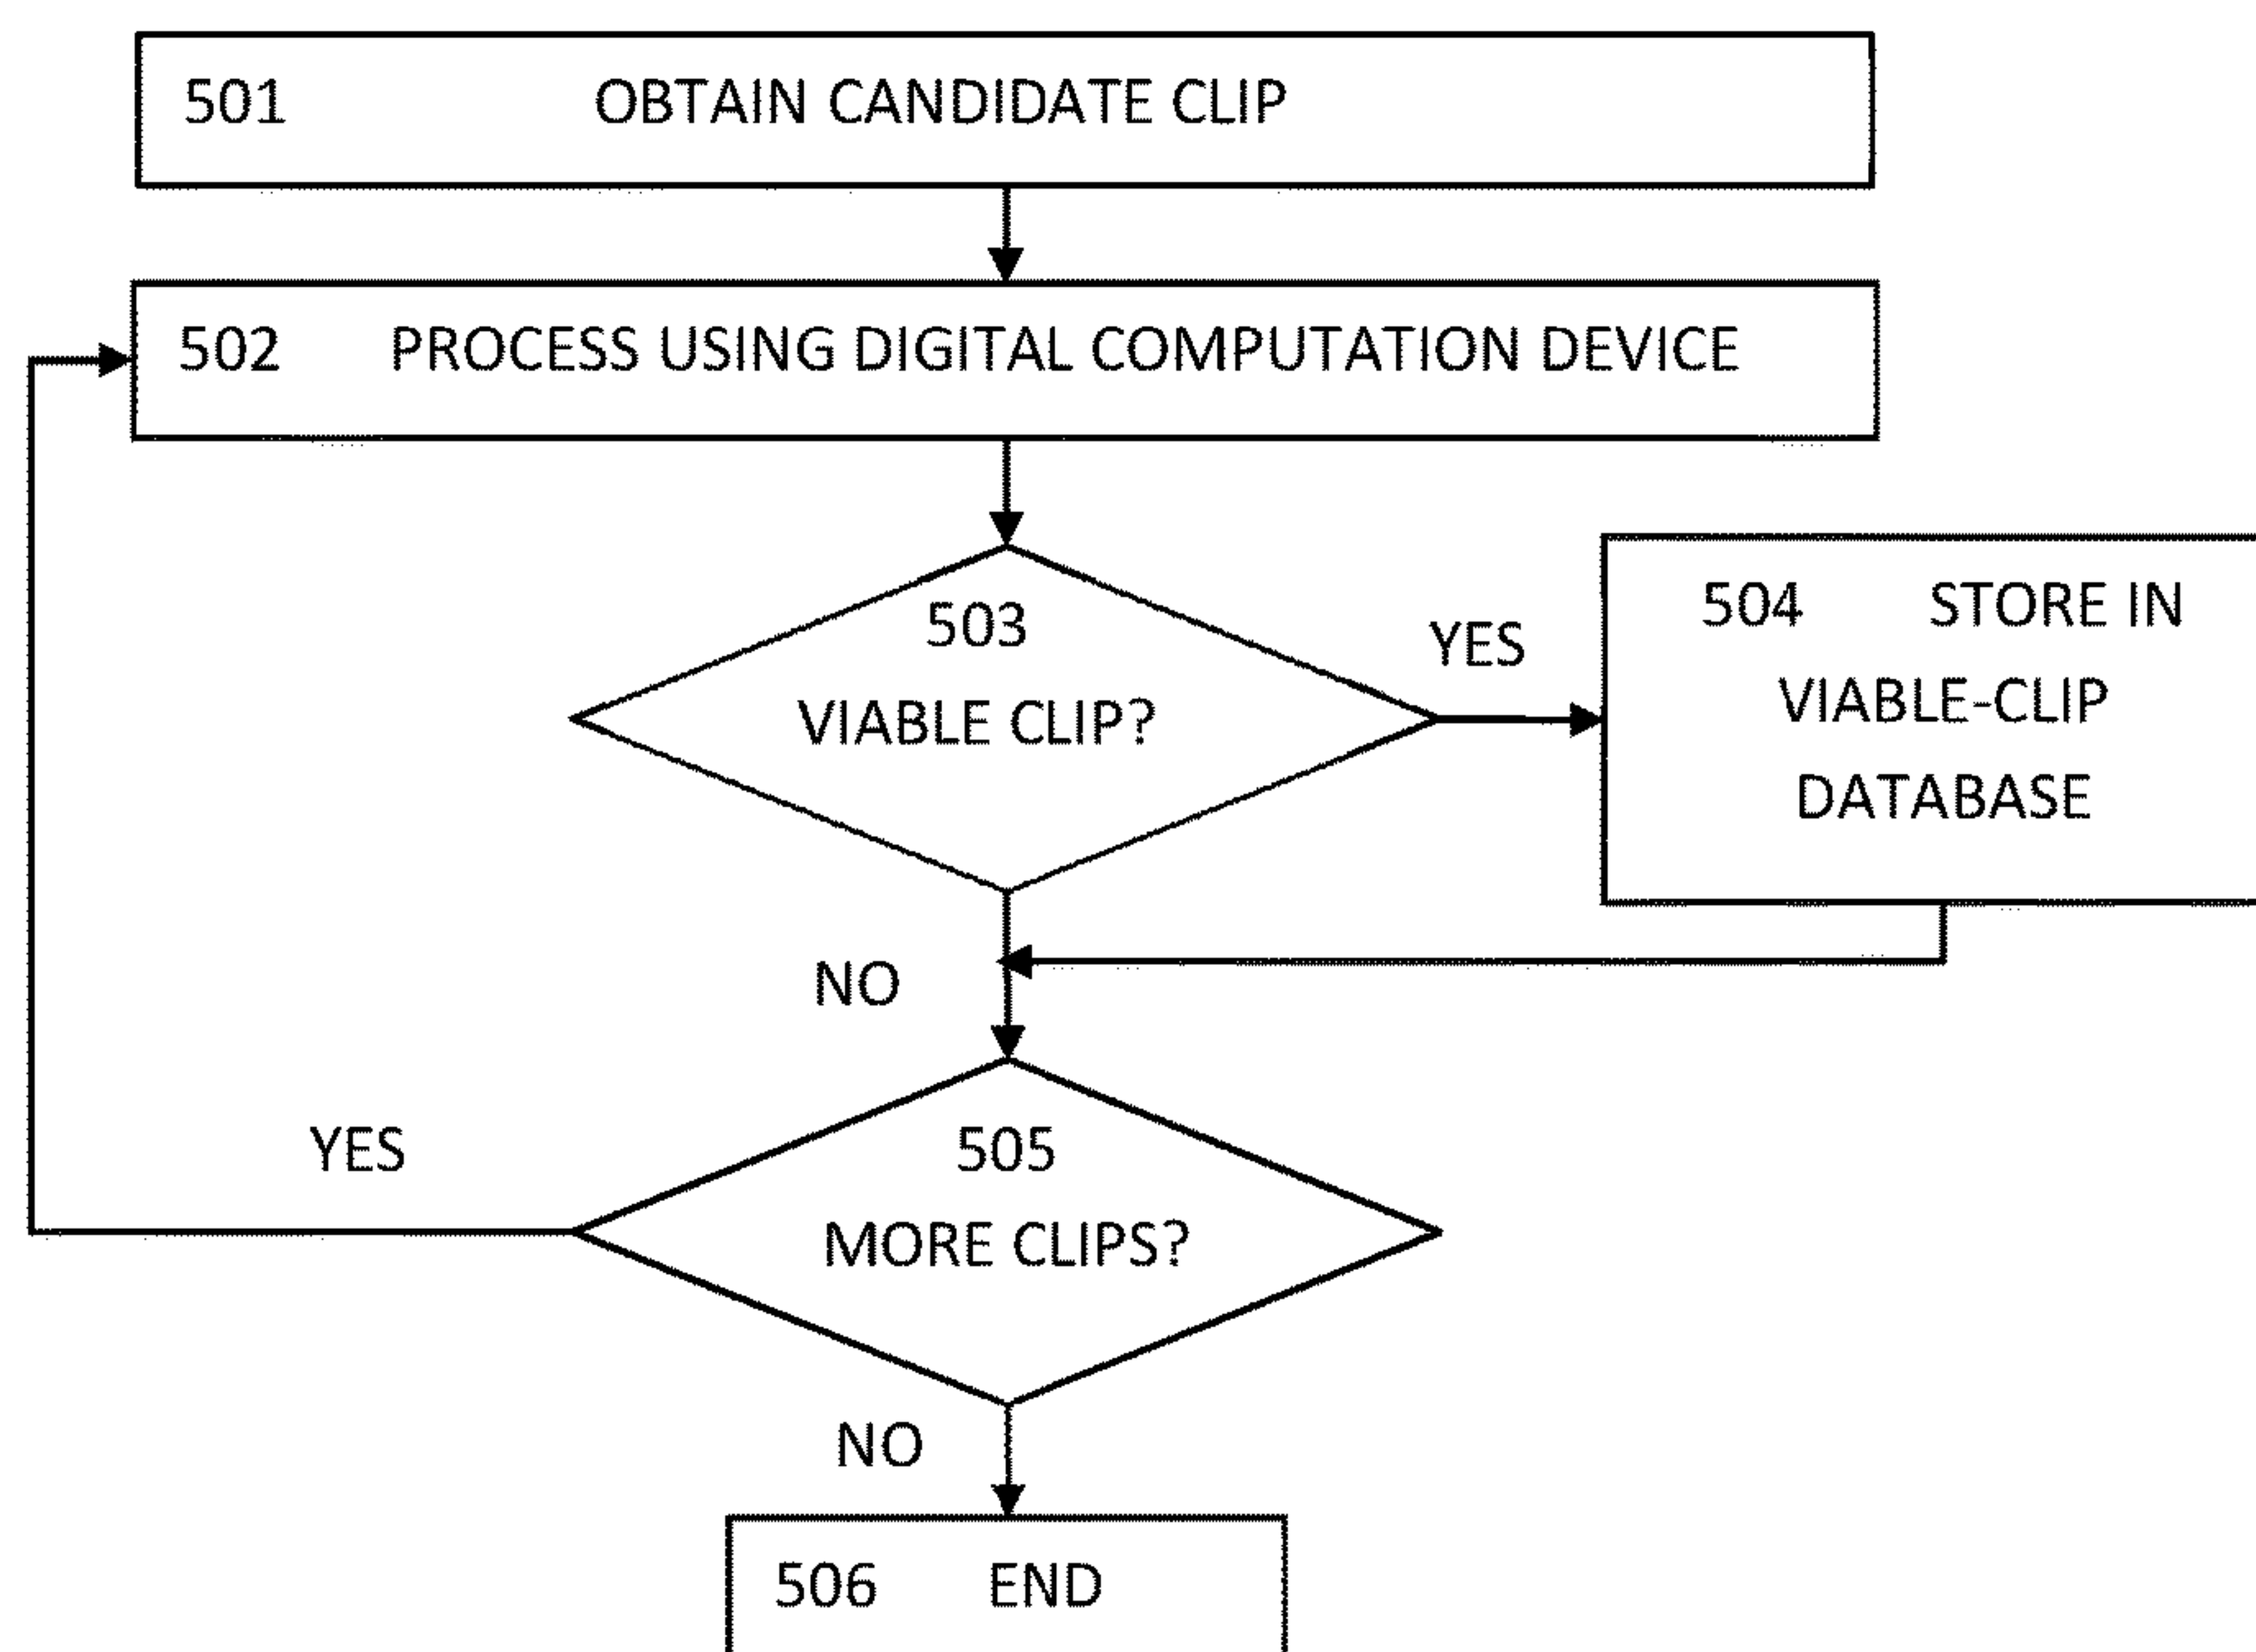 501 OBTAIN CANDIDATE CLIP
502 PROCESS USING DIGITAL COMPUTATION DEVICE
503
VIABLE CLIP?
YES
504 STORE IN
VIABLE-CLIP
DATABASE
NO
505
MORE CLIPS?
YES
NO
506 END